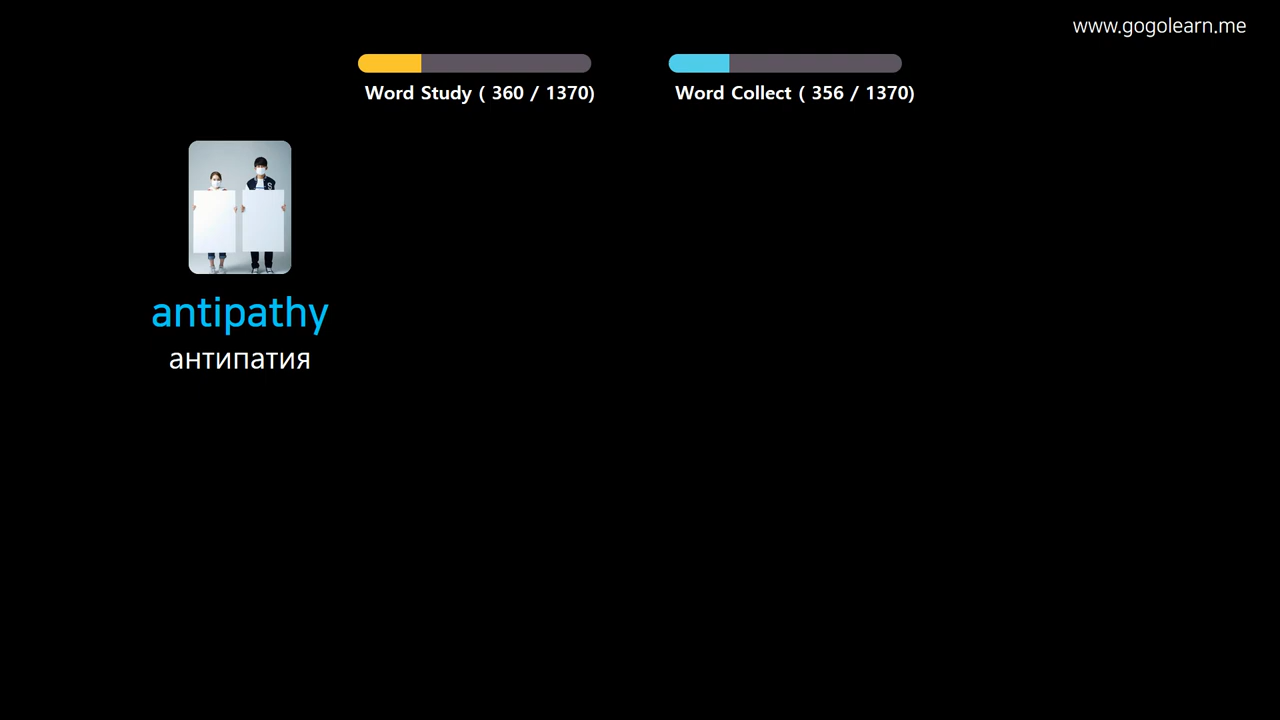 www.gogolearn.me
Word Study ( 360 / 1370)
Word Collect ( 356 / 1370)
antipathy
антипатия